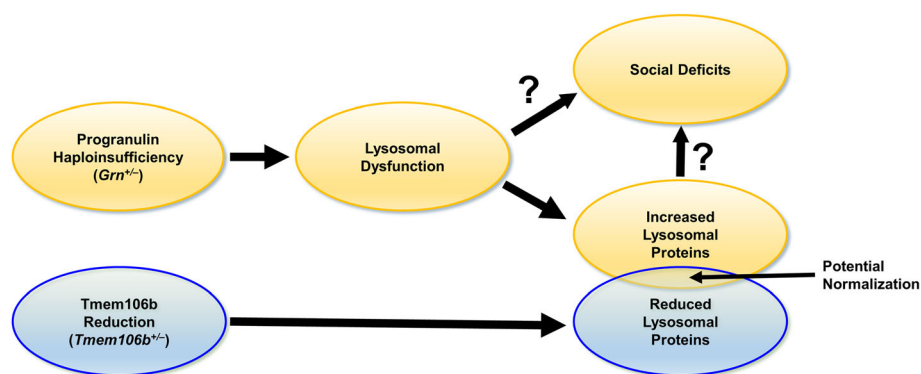 Social Deficits
?
Progranulin
Haploinsufficiency
(Grn+/–)
Lysosomal
Dysfunction
?
Increased
Lysosomal
Proteins
Potential
Normalization
Tmem106b
Reduction
(Tmem106b+/–)
Reduced
Lysosomal
Proteins